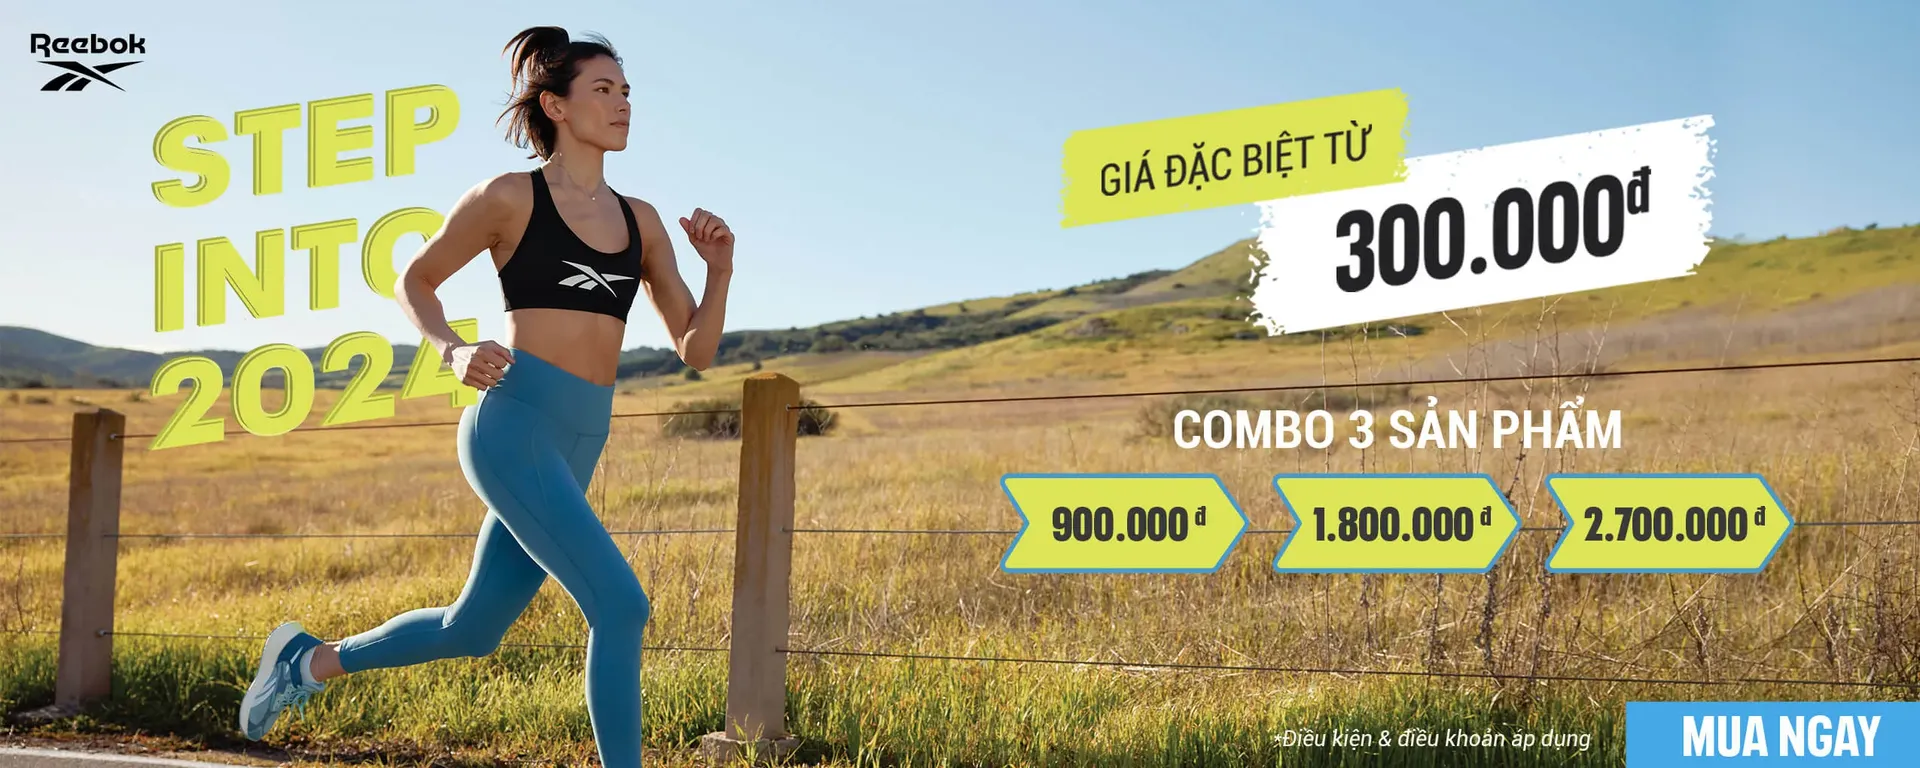 Reebok
STEP
INTO
2024
GIÁ ĐẶC BIỆT TỪ
300.000đ
COMBO 3 SẢN PHẨM
900.000đ
1.800.000đ
2.700.000đ
*Điều kiện & điều khoản áp dụng
MUA NGAY